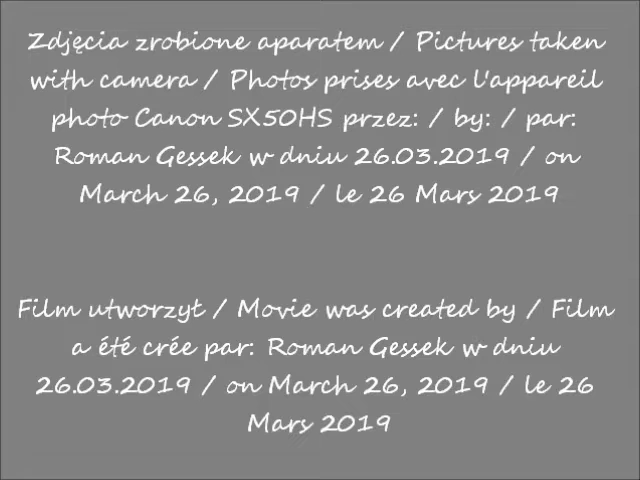 Zdjęcia zrobione aparatem / Pictures taken
with camera / Photos prises avec l'appareil
photo Canon SX50HS przez: / by: / par:
Roman Gessek w dniu 26.03.2019 / on
March 26, 2019 / le 26 Mars 2019
Film utworzył / Movie was created by / Film
a été crée par: Roman Gessek w dniu
26.03.2019 / on March 26, 2019 / le 26
Mars 2019